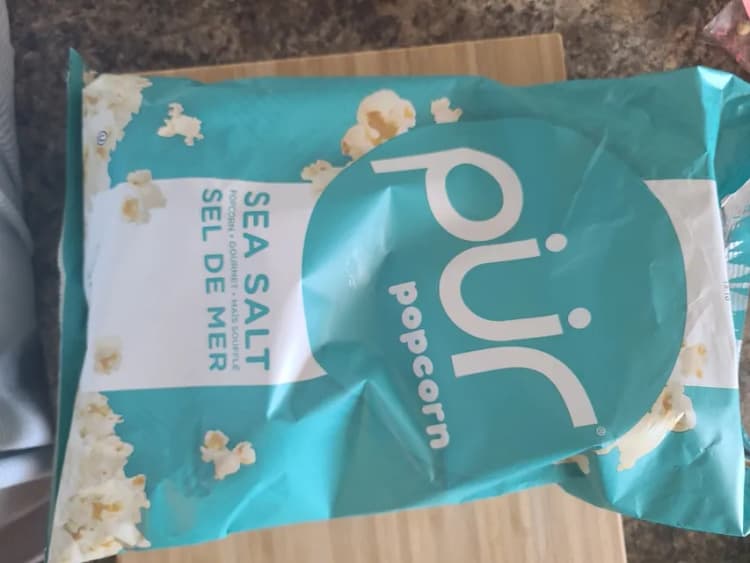 pür®
popcorn
SEA SALT
POPCORN • GOURMET • MAÏS SOUFFLÉ
SEL DE MER